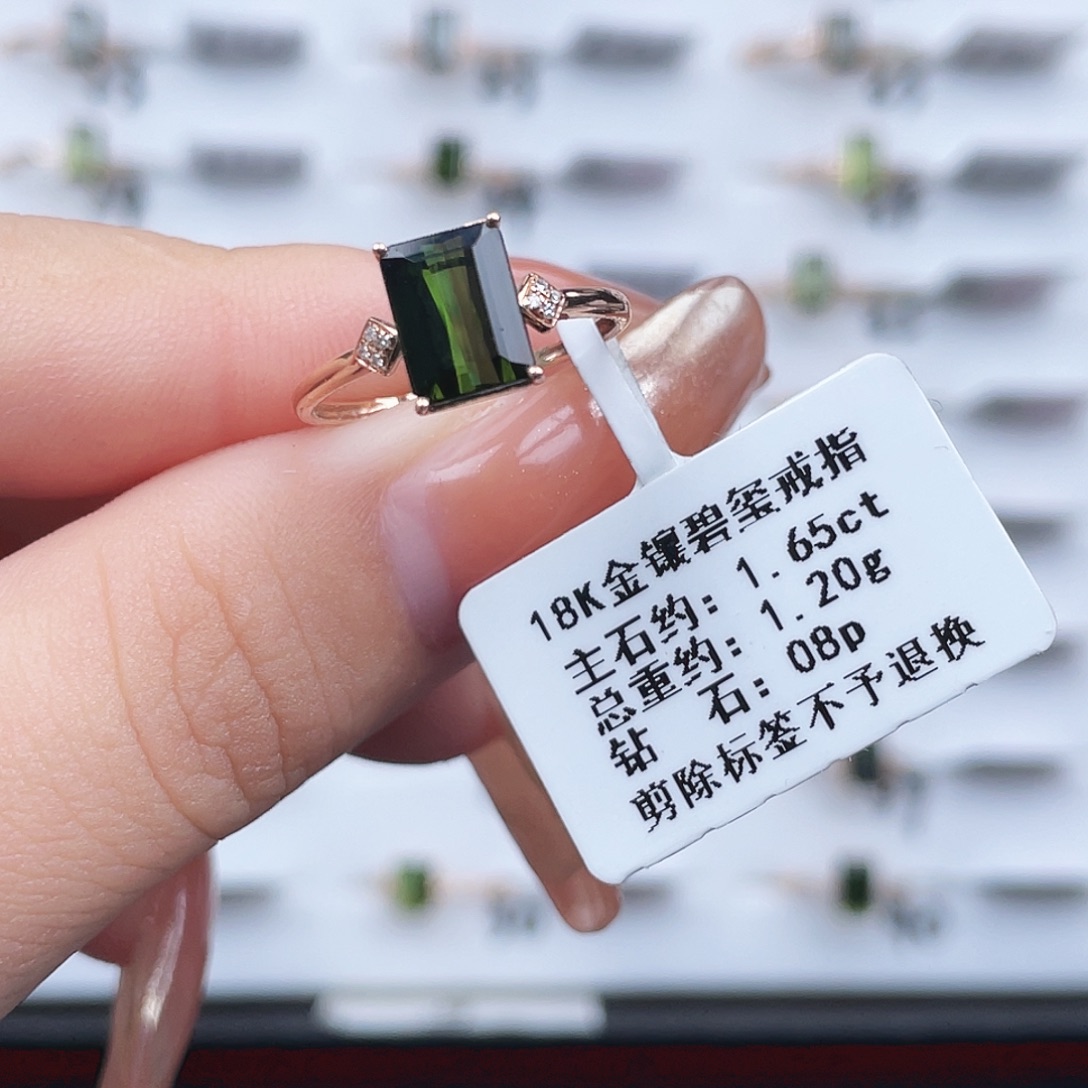 18K金镶碧玺戒指
主石约: 1.65ct
总重约: 1.20g
钻 石: 08p
剪除标签不予退换